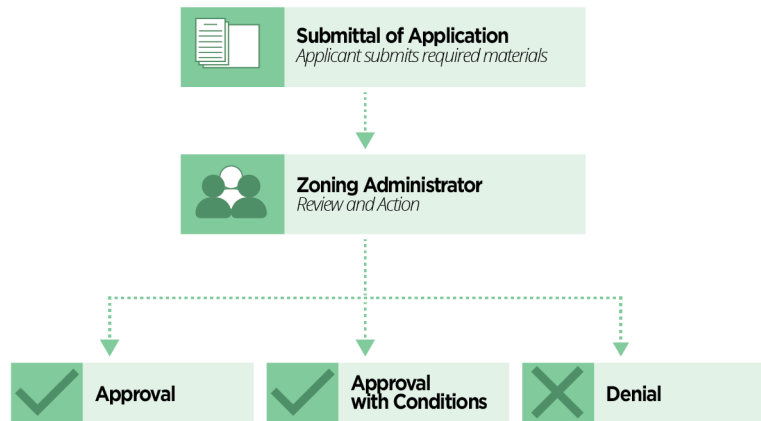 Submittal of Application
Applicant submits required materials
Zoning Administrator
Review and Action
Approval
Approval
with Conditions
Denial